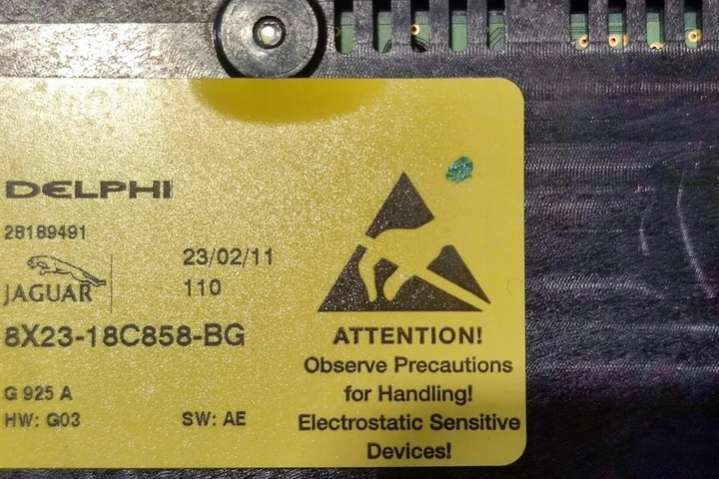 DELPHI
28189491
JAGUAR
23/02/11
110
8X23-18C858-BG
G 925 A
HW: G03
SW: AE
ATTENTION!
Observe Precautions
for Handling!
Electrostatic Sensitive
Devices!